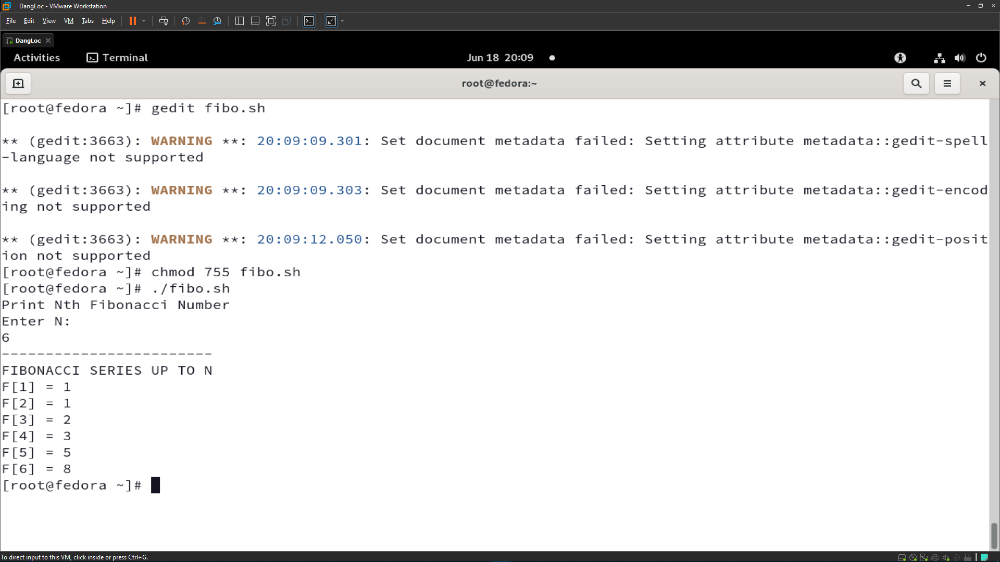 DangLoc - VMware Workstation
File Edit View VM Tabs Help
DangLoc
Activities Terminal Jun 18 20:09
root@fedora:~
[root@fedora ~]# gedit fibo.sh
** (gedit:3663): WARNING **: 20:09:09.301: Set document metadata failed: Setting attribute metadata::gedit-spell
-language not supported
** (gedit:3663): WARNING **: 20:09:09.303: Set document metadata failed: Setting attribute metadata::gedit-encod
ing not supported
** (gedit:3663): WARNING **: 20:09:12.050: Set document metadata failed: Setting attribute metadata::gedit-posit
ion not supported
[root@fedora ~]# chmod 755 fibo.sh
[root@fedora ~]# ./fibo.sh
Print Nth Fibonacci Number
Enter N:
6
------------------------
FIBONACCI SERIES UP TO N
F[1] = 1
F[2] = 1
F[3] = 2
F[4] = 3
F[5] = 5
F[6] = 8
[root@fedora ~]#
To direct input to this VM, click inside or press Ctrl+G.